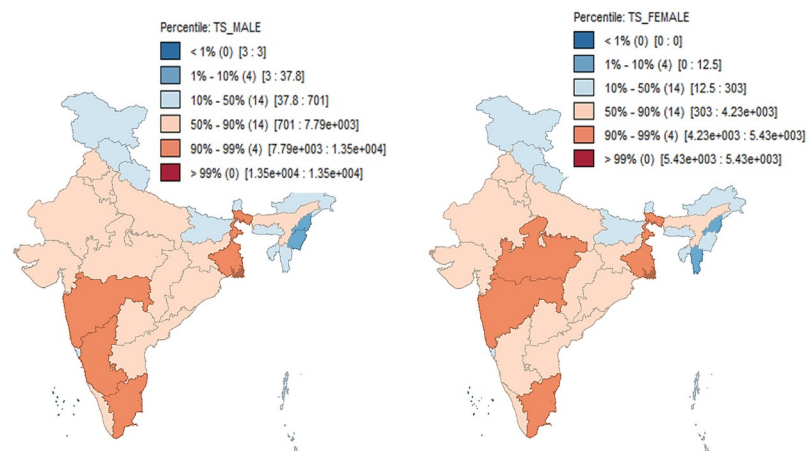 Percentile: TS_MALE
< 1% (0) [3 : 3]
1% - 10% (4) [3 : 37.8]
10% - 50% (14) [37.8 : 701]
50% - 90% (14) [701 : 7.79e+003]
90% - 99% (4) [7.79e+003 : 1.35e+004]
> 99% (0) [1.35e+004 : 1.35e+004]
Percentile: TS_FEMALE
< 1% (0) [0 : 0]
1% - 10% (4) [0 : 12.5]
10% - 50% (14) [12.5 : 303]
50% - 90% (14) [303 : 4.23e+003]
90% - 99% (4) [4.23e+003 : 5.43e+003]
> 99% (0) [5.43e+003 : 5.43e+003]